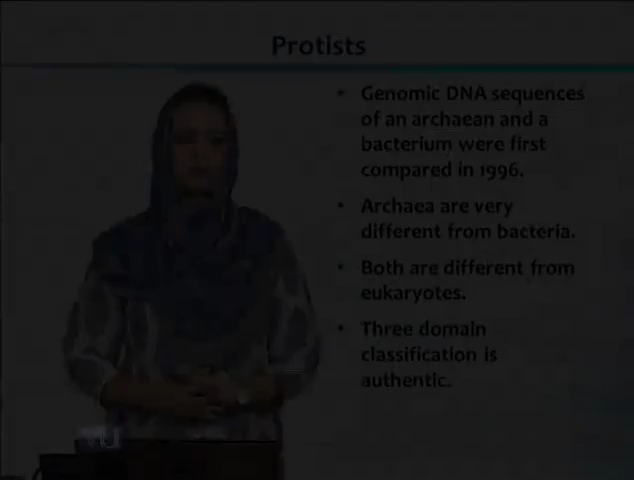 Protists
• Genomic DNA sequences
of an archaean and a
bacterium were first
compared in 1996.
• Archaea are very
different from bacteria.
• Both are different from
eukaryotes.
• Three domain
classification is
authentic.
VU